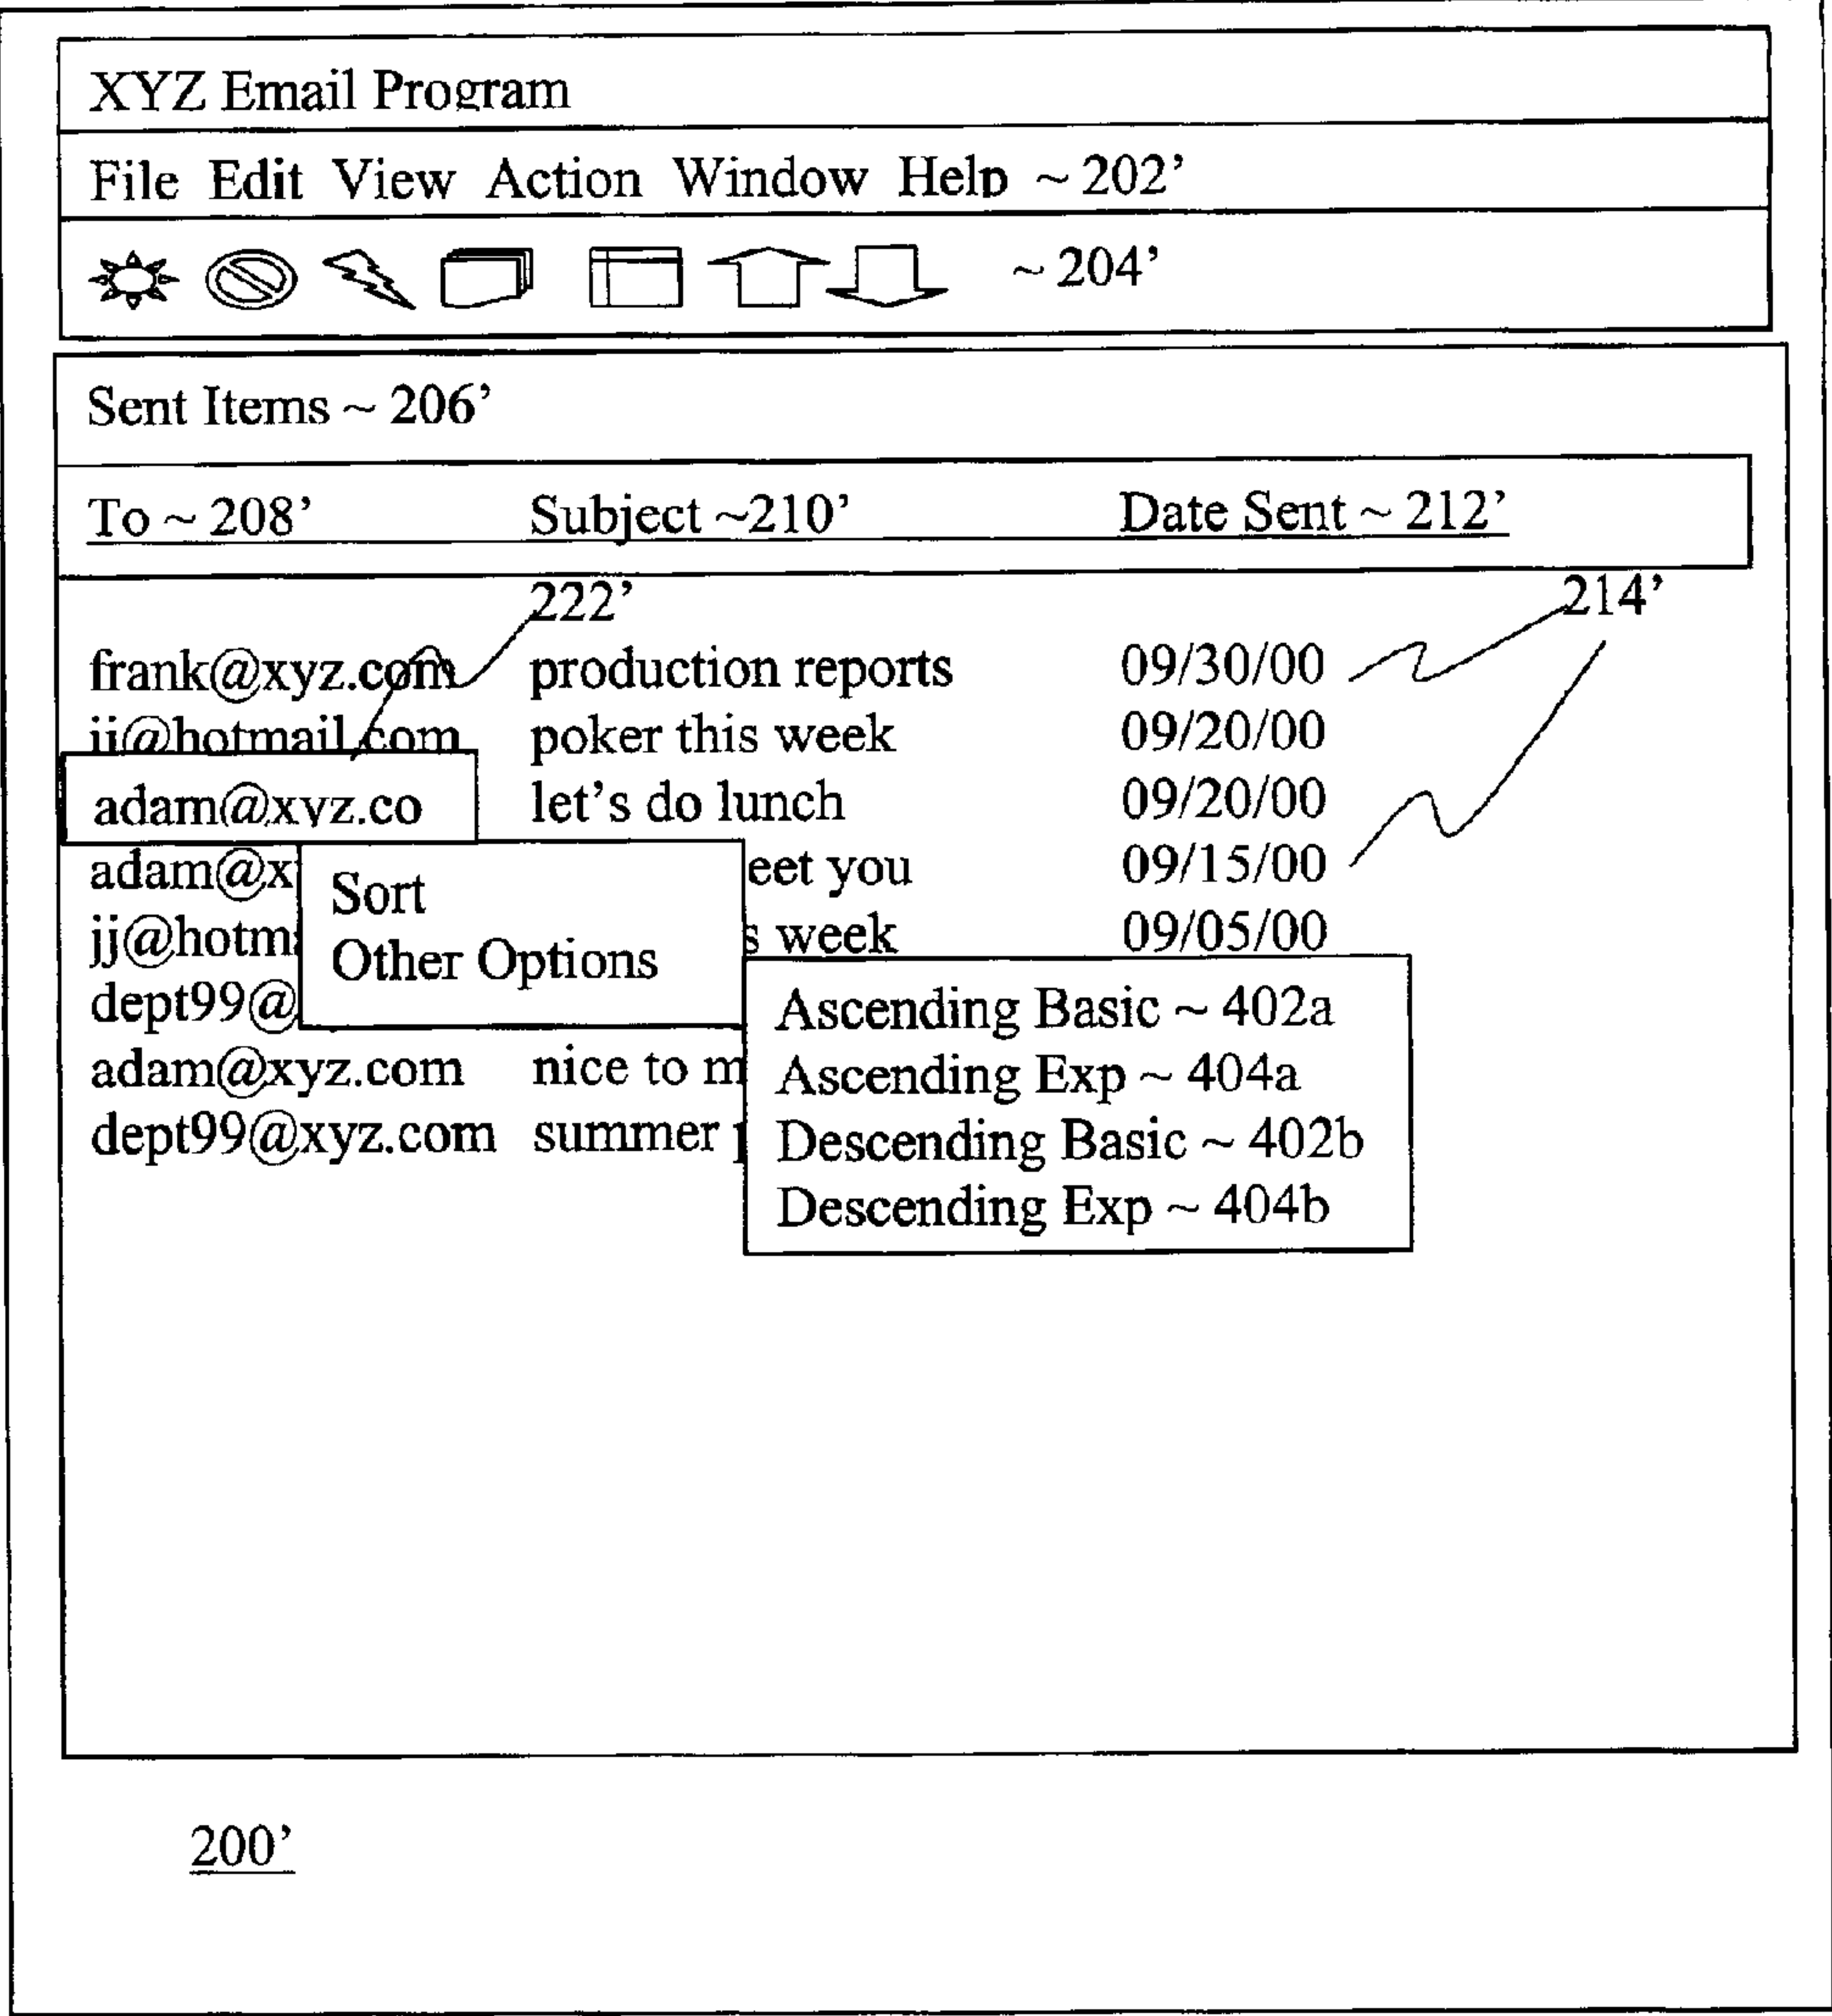 XYZ Email Program
File Edit View Action Window Help ~ 202’
~ 204’
Sent Items ~ 206’
To ~ 208’ Subject ~210’ Date Sent ~ 212’
222’ 214’
frank@xyz.com production reports 09/30/00
jj@hotmail.com poker this week 09/20/00
adam@xyz.co let’s do lunch 09/20/00
adam@x eet you 09/15/00
Sort
jj@hotm s week 09/05/00
Other Options
dept99@
Ascending Basic ~ 402a
adam@xyz.com nice to m
Ascending Exp ~ 404a
dept99@xyz.com summer
Descending Basic ~ 402b
Descending Exp ~ 404b
200’